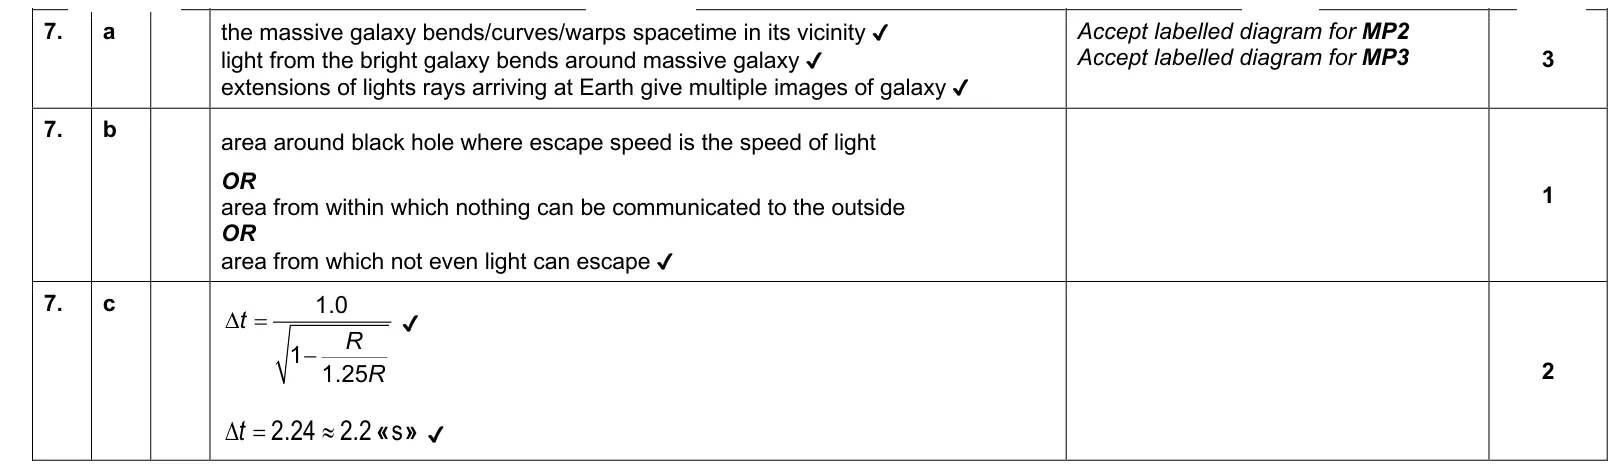 7. a the massive galaxy bends/curves/warps spacetime in its vicinity ✓ Accept labelled diagram for MP2
light from the bright galaxy bends around massive galaxy ✓ Accept labelled diagram for MP3 3
extensions of lights rays arriving at Earth give multiple images of galaxy ✓
7. b
area around black hole where escape speed is the speed of light
OR
area from within which nothing can be communicated to the outside 1
OR
area from which not even light can escape ✓
7. c Δt = 1.0 / √(1 − R / 1.25R) ✓
2
Δt = 2.24 ≈ 2.2 «s» ✓